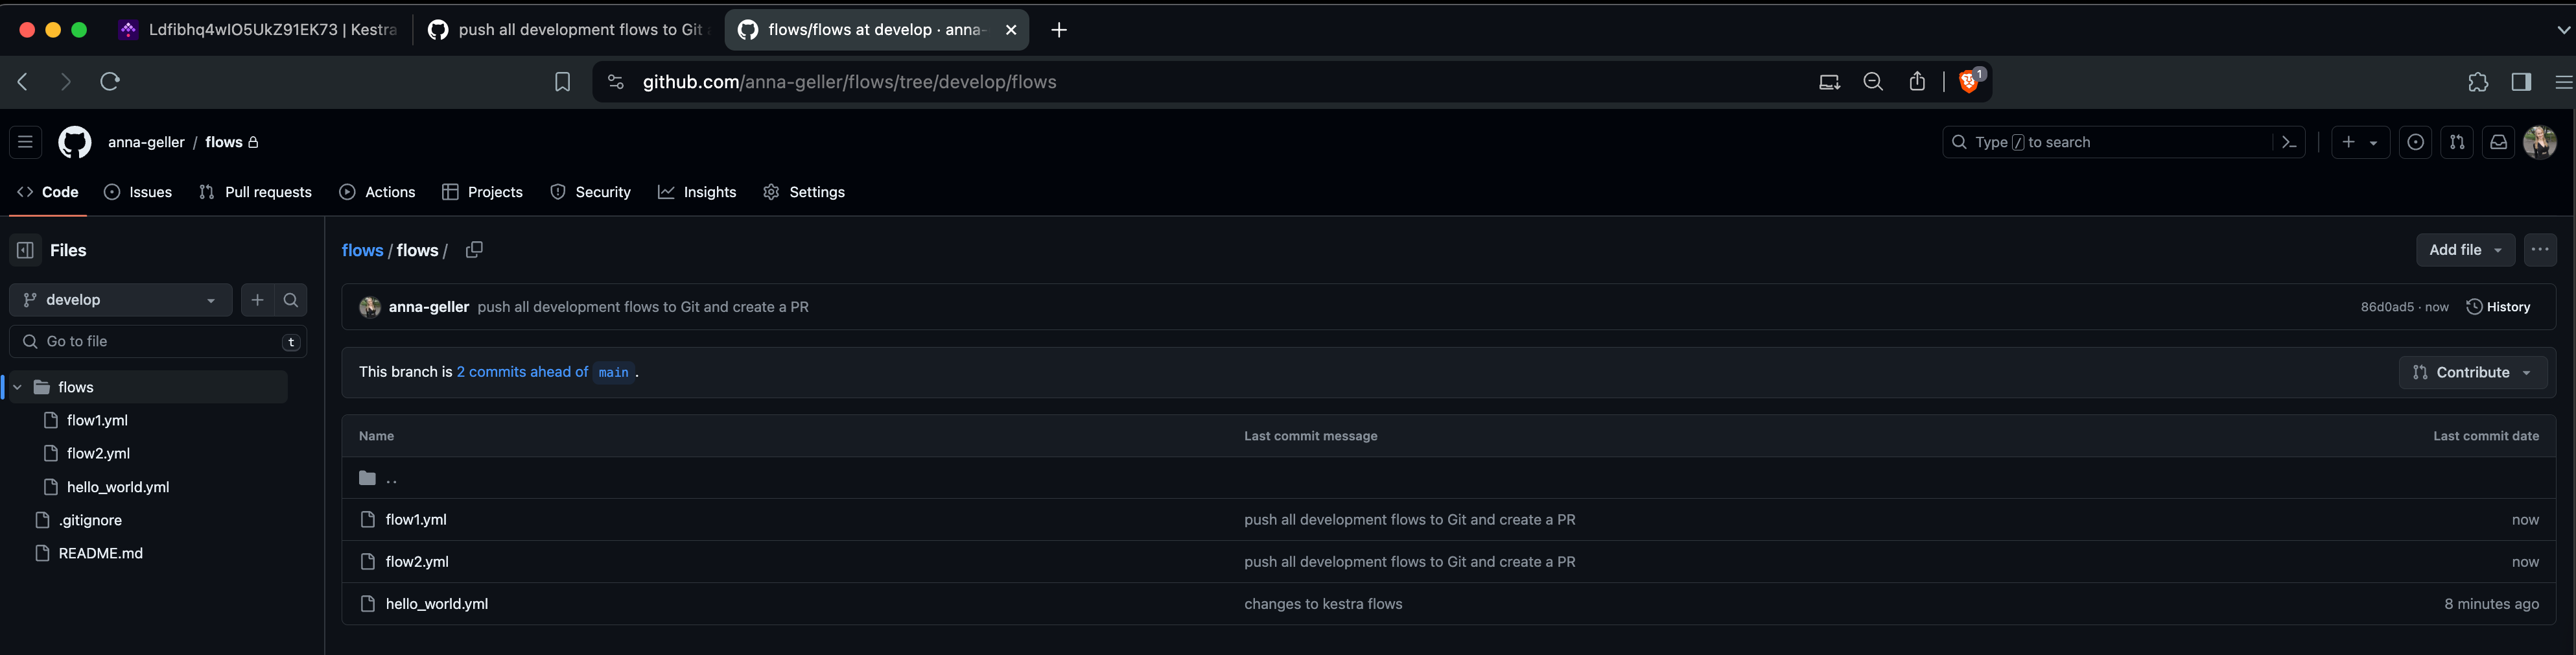 Ldfibhq4wIO5UkZ91EK73 | Kestra
push all development flows to Git a
flows/flows at develop · anna-
github.com/anna-geller/flows/tree/develop/flows
1
anna-geller / flows
Type / to search
Code Issues Pull requests Actions Projects Security Insights Settings
Files
flows / flows /
Add file
develop
anna-geller push all development flows to Git and create a PR
86d0ad5 · now
History
Go to file
t
This branch is 2 commits ahead of main .
Contribute
flows
flow1.yml
flow2.yml
hello_world.yml
.gitignore
README.md
Name Last commit message Last commit date
..
flow1.yml push all development flows to Git and create a PR now
flow2.yml push all development flows to Git and create a PR now
hello_world.yml changes to kestra flows 8 minutes ago